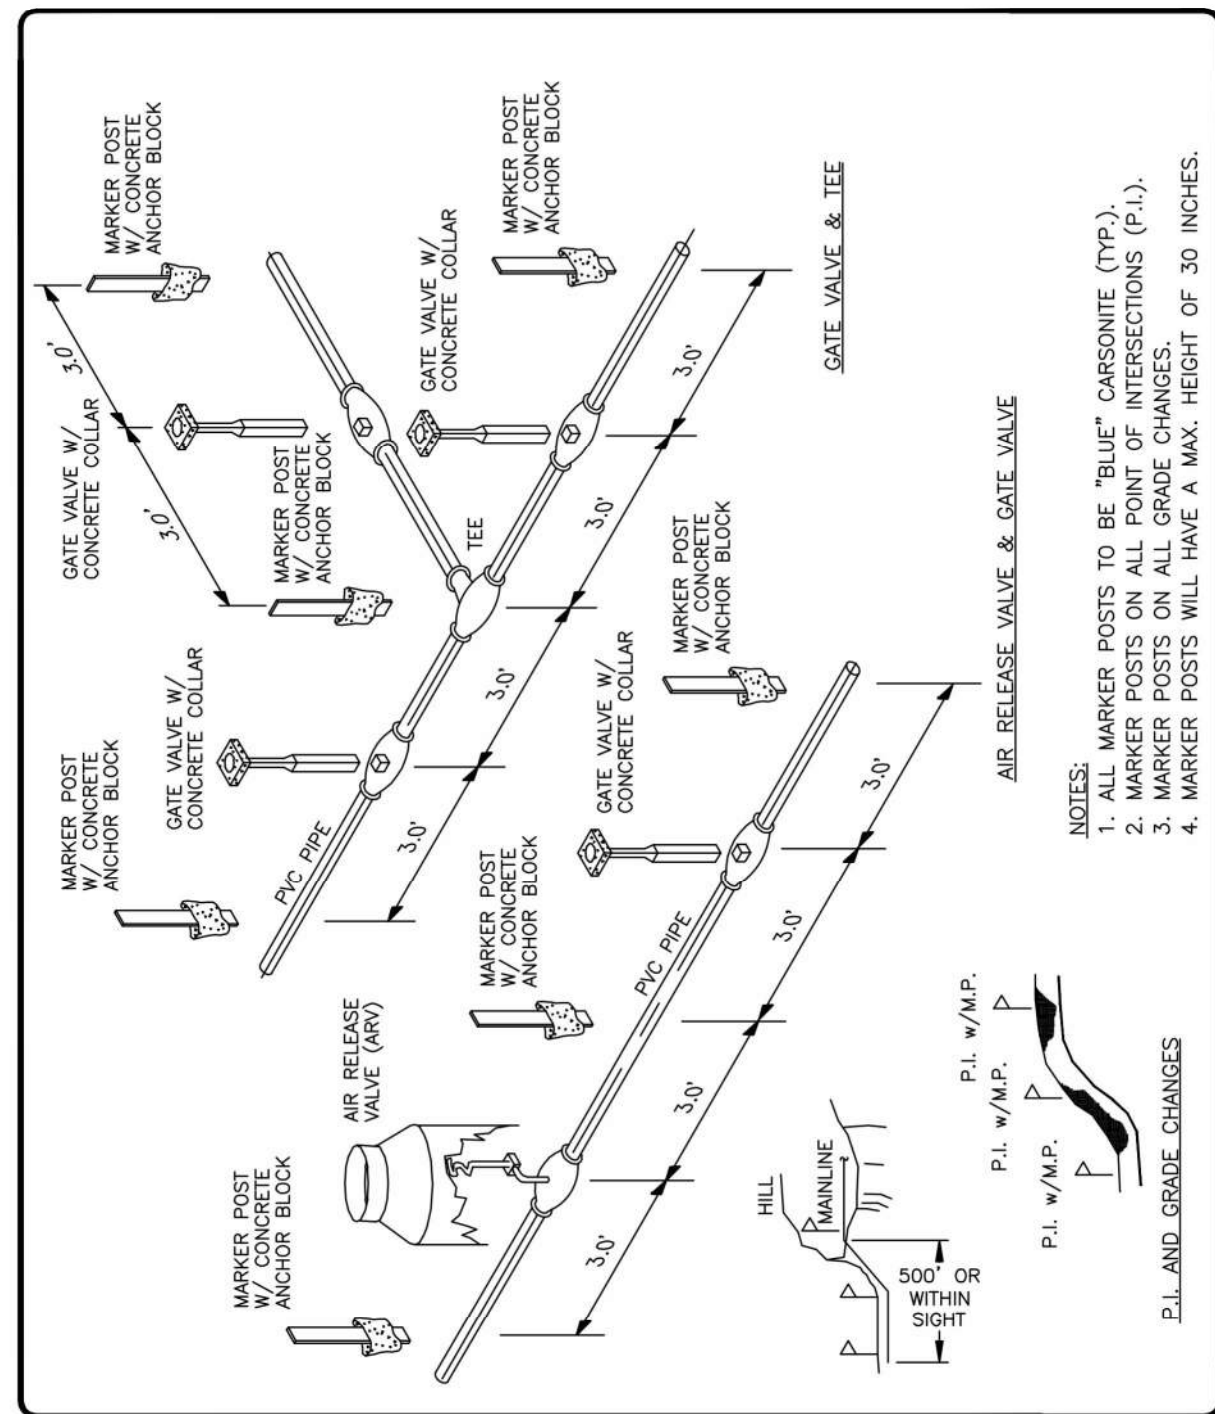 MARKER POST
W/ CONCRETE
ANCHOR BLOCK
GATE VALVE W/
CONCRETE COLLAR
MARKER POST
W/ CONCRETE
ANCHOR BLOCK
GATE VALVE W/
CONCRETE COLLAR
3.0'
3.0'
MARKER POST
W/ CONCRETE
ANCHOR BLOCK
GATE VALVE W/
CONCRETE COLLAR
MARKER POST
W/ CONCRETE
ANCHOR BLOCK
PVC PIPE
TEE
3.0'
3.0'
3.0'
3.0'
GATE VALVE & TEE
MARKER POST
W/ CONCRETE
ANCHOR BLOCK
AIR RELEASE
VALVE (ARV)
MARKER POST
W/ CONCRETE
ANCHOR BLOCK
GATE VALVE W/
CONCRETE COLLAR
MARKER POST
W/ CONCRETE
ANCHOR BLOCK
PVC PIPE
3.0'
3.0'
3.0'
3.0'
AIR RELEASE VALVE & GATE VALVE
HILL
MAINLINE
500' OR
WITHIN
SIGHT
P.I. w/M.P.
P.I. w/M.P.
P.I. w/M.P.
P.I. AND GRADE CHANGES
NOTES:
1. ALL MARKER POSTS TO BE "BLUE" CARSONITE (TYP.).
2. MARKER POSTS ON ALL POINT OF INTERSECTIONS (P.I.).
3. MARKER POSTS ON ALL GRADE CHANGES.
4. MARKER POSTS WILL HAVE A MAX. HEIGHT OF 30 INCHES.